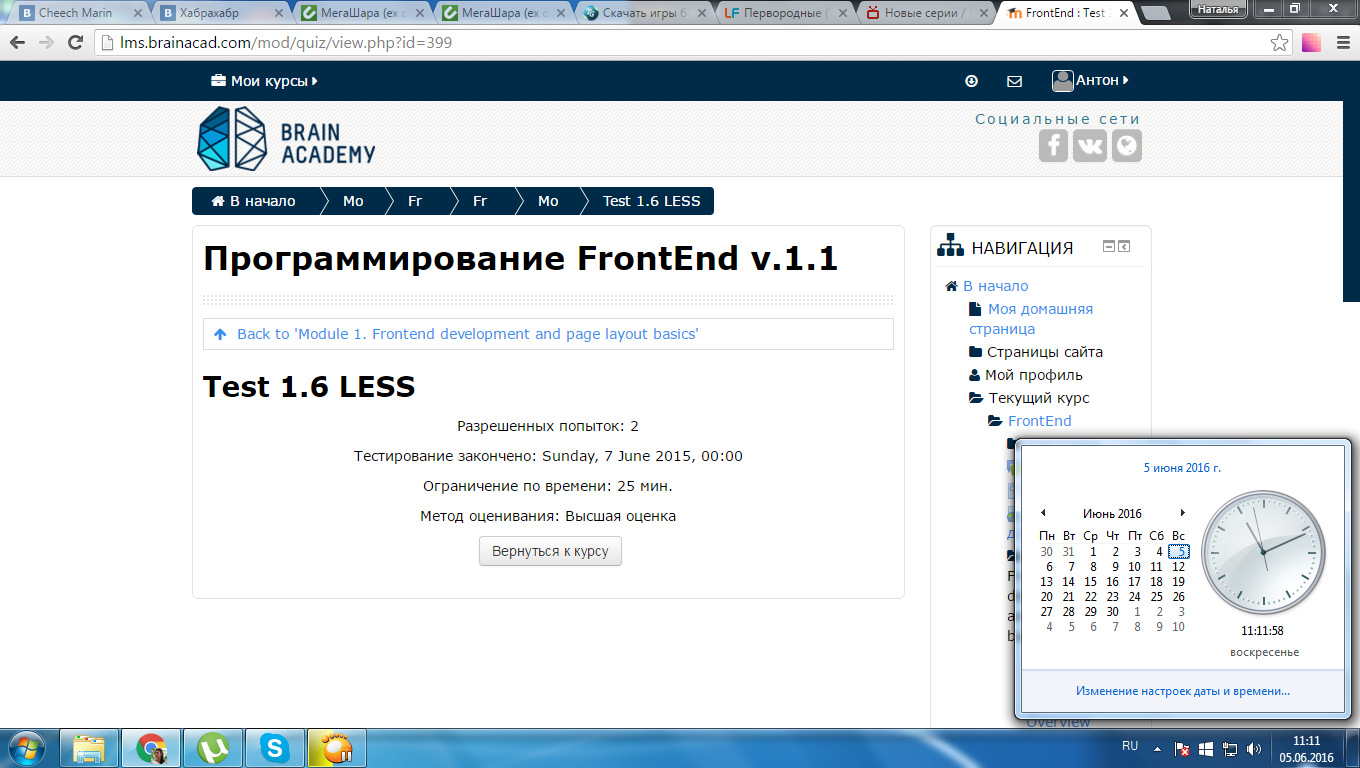 Cheech Marin
Хабрахабр
МегаШара (ex d
МегаШара (ex d
Скачать игры б
Первородные (
Новые серии /
FrontEnd : Test
Наталья
lms.brainacad.com/mod/quiz/view.php?id=399
Мои курсы
Антон
BRAIN
ACADEMY
Социальные сети
В начало
Mo
Fr
Fr
Mo
Test 1.6 LESS
Программирование FrontEnd v.1.1
Back to 'Module 1. Frontend development and page layout basics'
Test 1.6 LESS
Разрешенных попыток: 2
Тестирование закончено: Sunday, 7 June 2015, 00:00
Ограничение по времени: 25 мин.
Метод оценивания: Высшая оценка
Вернуться к курсу
НАВИГАЦИЯ
В начало
Моя домашняя
страница
Страницы сайта
Мой профиль
Текущий курс
FrontEnd
5 июня 2016 г.
Июнь 2016
Пн Вт Ср Чт Пт Сб Вс
30 31 1 2 3 4 5
6 7 8 9 10 11 12
13 14 15 16 17 18 19
20 21 22 23 24 25 26
27 28 29 30 1 2 3
4 5 6 7 8 9 10
11:11:58
воскресенье
Изменение настроек даты и времени...
Overview
RU
11:11
05.06.2016